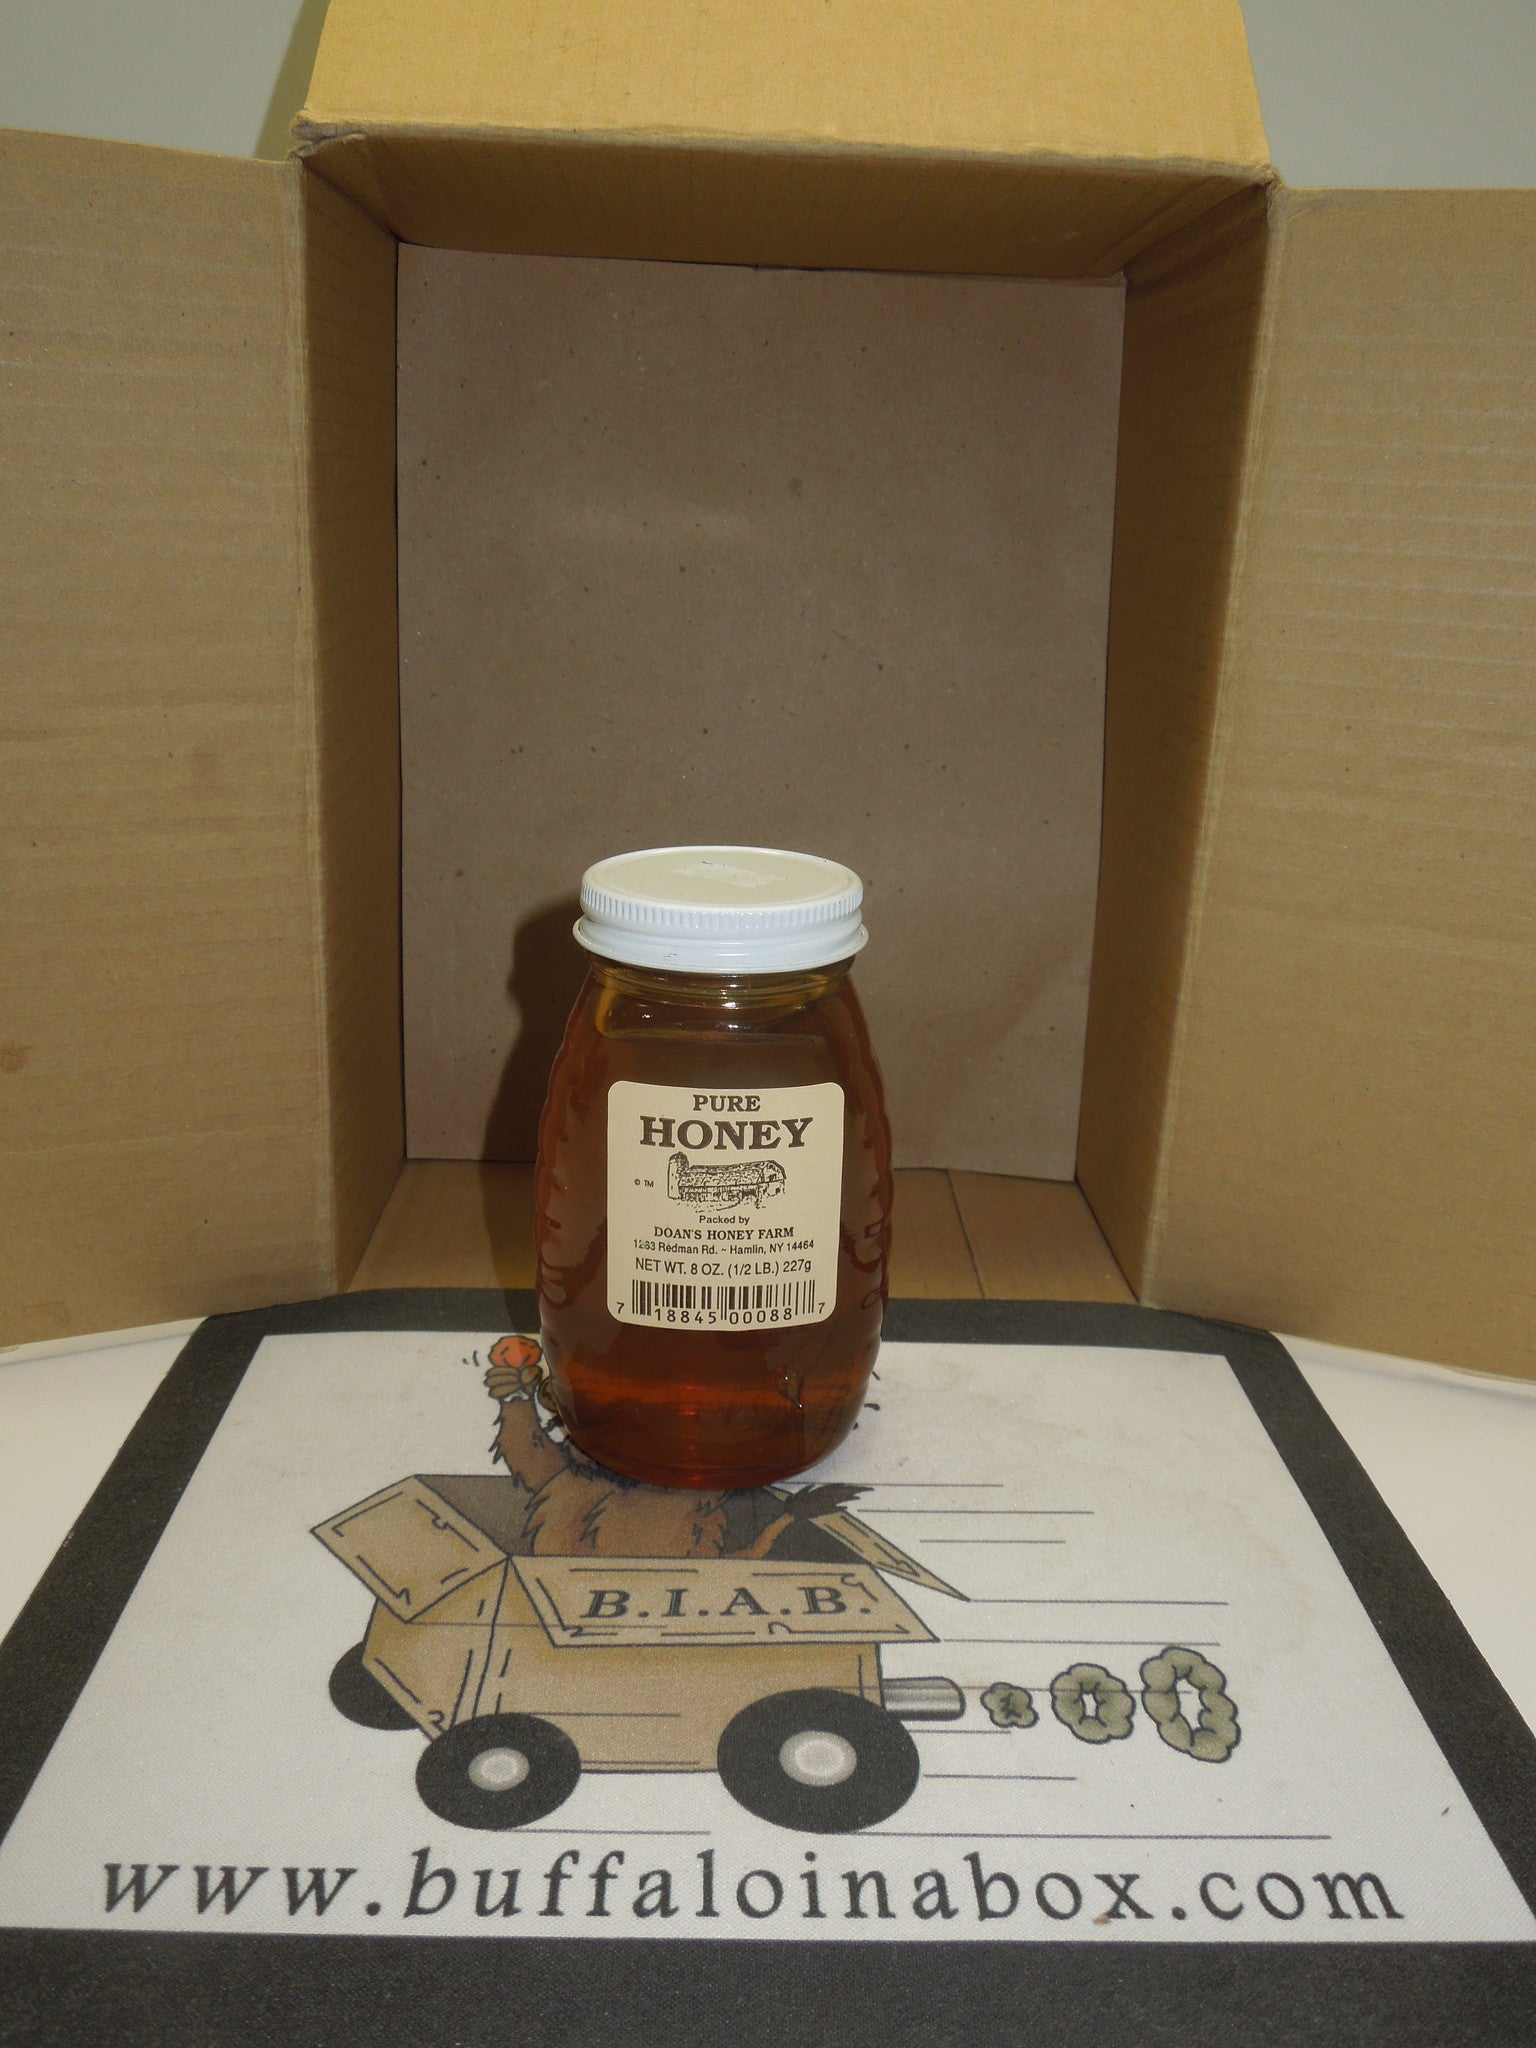 PURE
HONEY
© TM
Packed by
DOAN'S HONEY FARM
1263 Redman Rd. ~ Hamlin, NY 14464
NET WT. 8 OZ. (1/2 LB.) 227g
7 18845 00088 7
B.I.A.B.
www.buffaloinabox.com